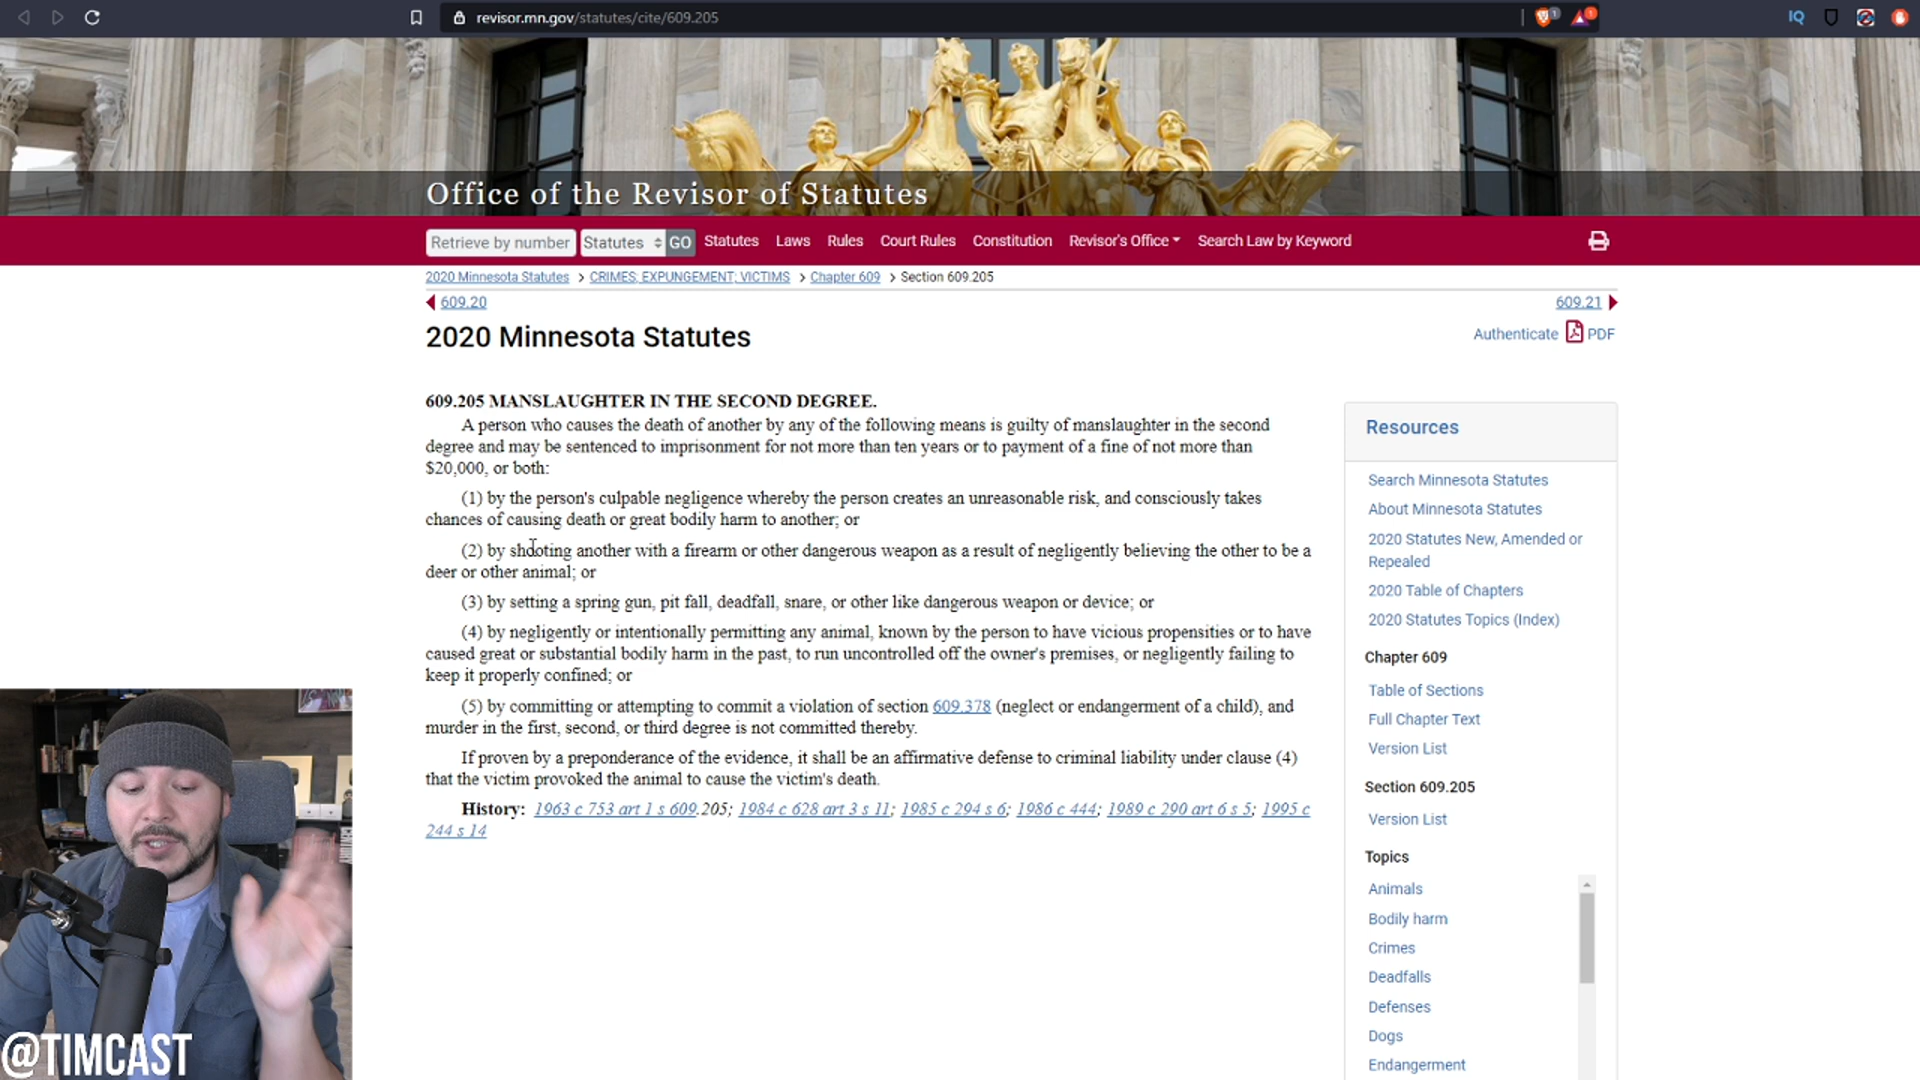 revisor.mn.gov/statutes/cite/609.205
1
1
IQ
Office of the Revisor of Statutes
Retrieve by number Statutes GO Statutes Laws Rules Court Rules Constitution Revisor's Office Search Law by Keyword
2020 Minnesota Statutes > CRIMES; EXPUNGEMENT; VICTIMS > Chapter 609 > Section 609.205
609.20
609.21
2020 Minnesota Statutes
Authenticate PDF
609.205 MANSLAUGHTER IN THE SECOND DEGREE.
A person who causes the death of another by any of the following means is guilty of manslaughter in the second
degree and may be sentenced to imprisonment for not more than ten years or to payment of a fine of not more than
$20,000, or both:
(1) by the person's culpable negligence whereby the person creates an unreasonable risk, and consciously takes
chances of causing death or great bodily harm to another; or
(2) by shooting another with a firearm or other dangerous weapon as a result of negligently believing the other to be a
deer or other animal; or
(3) by setting a spring gun, pit fall, deadfall, snare, or other like dangerous weapon or device; or
(4) by negligently or intentionally permitting any animal, known by the person to have vicious propensities or to have
caused great or substantial bodily harm in the past, to run uncontrolled off the owner's premises, or negligently failing to
keep it properly confined; or
(5) by committing or attempting to commit a violation of section 609.378 (neglect or endangerment of a child), and
murder in the first, second, or third degree is not committed thereby.
If proven by a preponderance of the evidence, it shall be an affirmative defense to criminal liability under clause (4)
that the victim provoked the animal to cause the victim's death.
History: 1963 c 753 art 1 s 609.205; 1984 c 628 art 3 s 11; 1985 c 294 s 6; 1986 c 444; 1989 c 290 art 6 s 5; 1995 c
244 s 14
Resources
Search Minnesota Statutes
About Minnesota Statutes
2020 Statutes New, Amended or
Repealed
2020 Table of Chapters
2020 Statutes Topics (Index)
Chapter 609
Table of Sections
Full Chapter Text
Version List
Section 609.205
Version List
Topics
Animals
Bodily harm
Crimes
Deadfalls
Defenses
Dogs
Endangerment
@TIMCAST